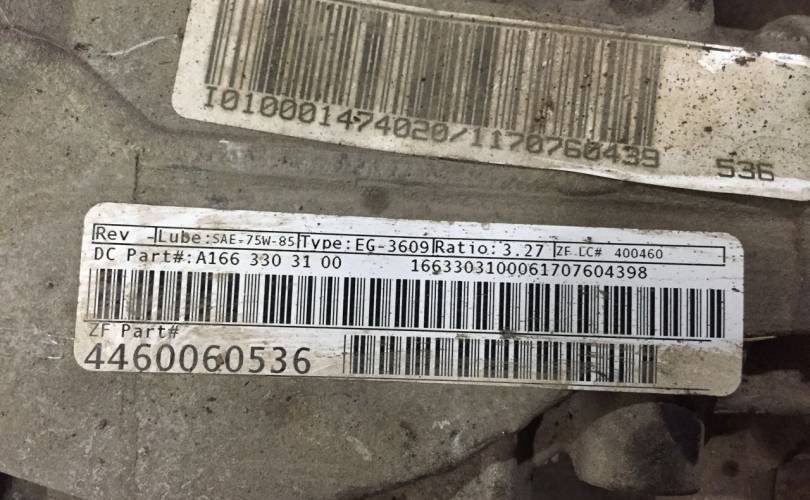 I010001474020/1170760439 536
Rev - Lube:SAE-75W-85 Type:EG-3609 Ratio:3.27 ZF LC# 400460
DC Part#:A166 330 31 00 1663303100061707604398
ZF Part#
4460060536